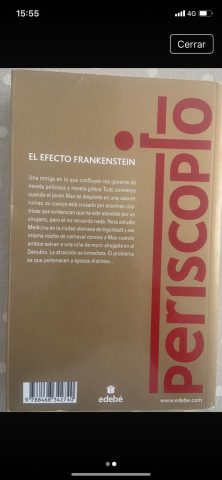 15:55
4G
Cerrar
EL EFECTO FRANKENSTEIN
Una intriga en la que confluyen los géneros de
novela policíaca y novela gótica. Todo comienza
cuando el joven Max se despierta en una casa en
ruinas; su cuerpo está cruzado por enormes cica-
trices que evidencian que ha sido atendido por un
cirujano, pero él no recuerda nada. Nora estudia
Medicina en la ciudad alemana de Ingolstadt y esa
misma noche de carnaval conoce a Max cuando
ambos salvan a una niña de morir ahogada en el
Danubio. La atracción es inmediata. El problema
es que pertenecen a épocas distintas...
periscopio
9 788468 342740
edebé
www.edebe.com